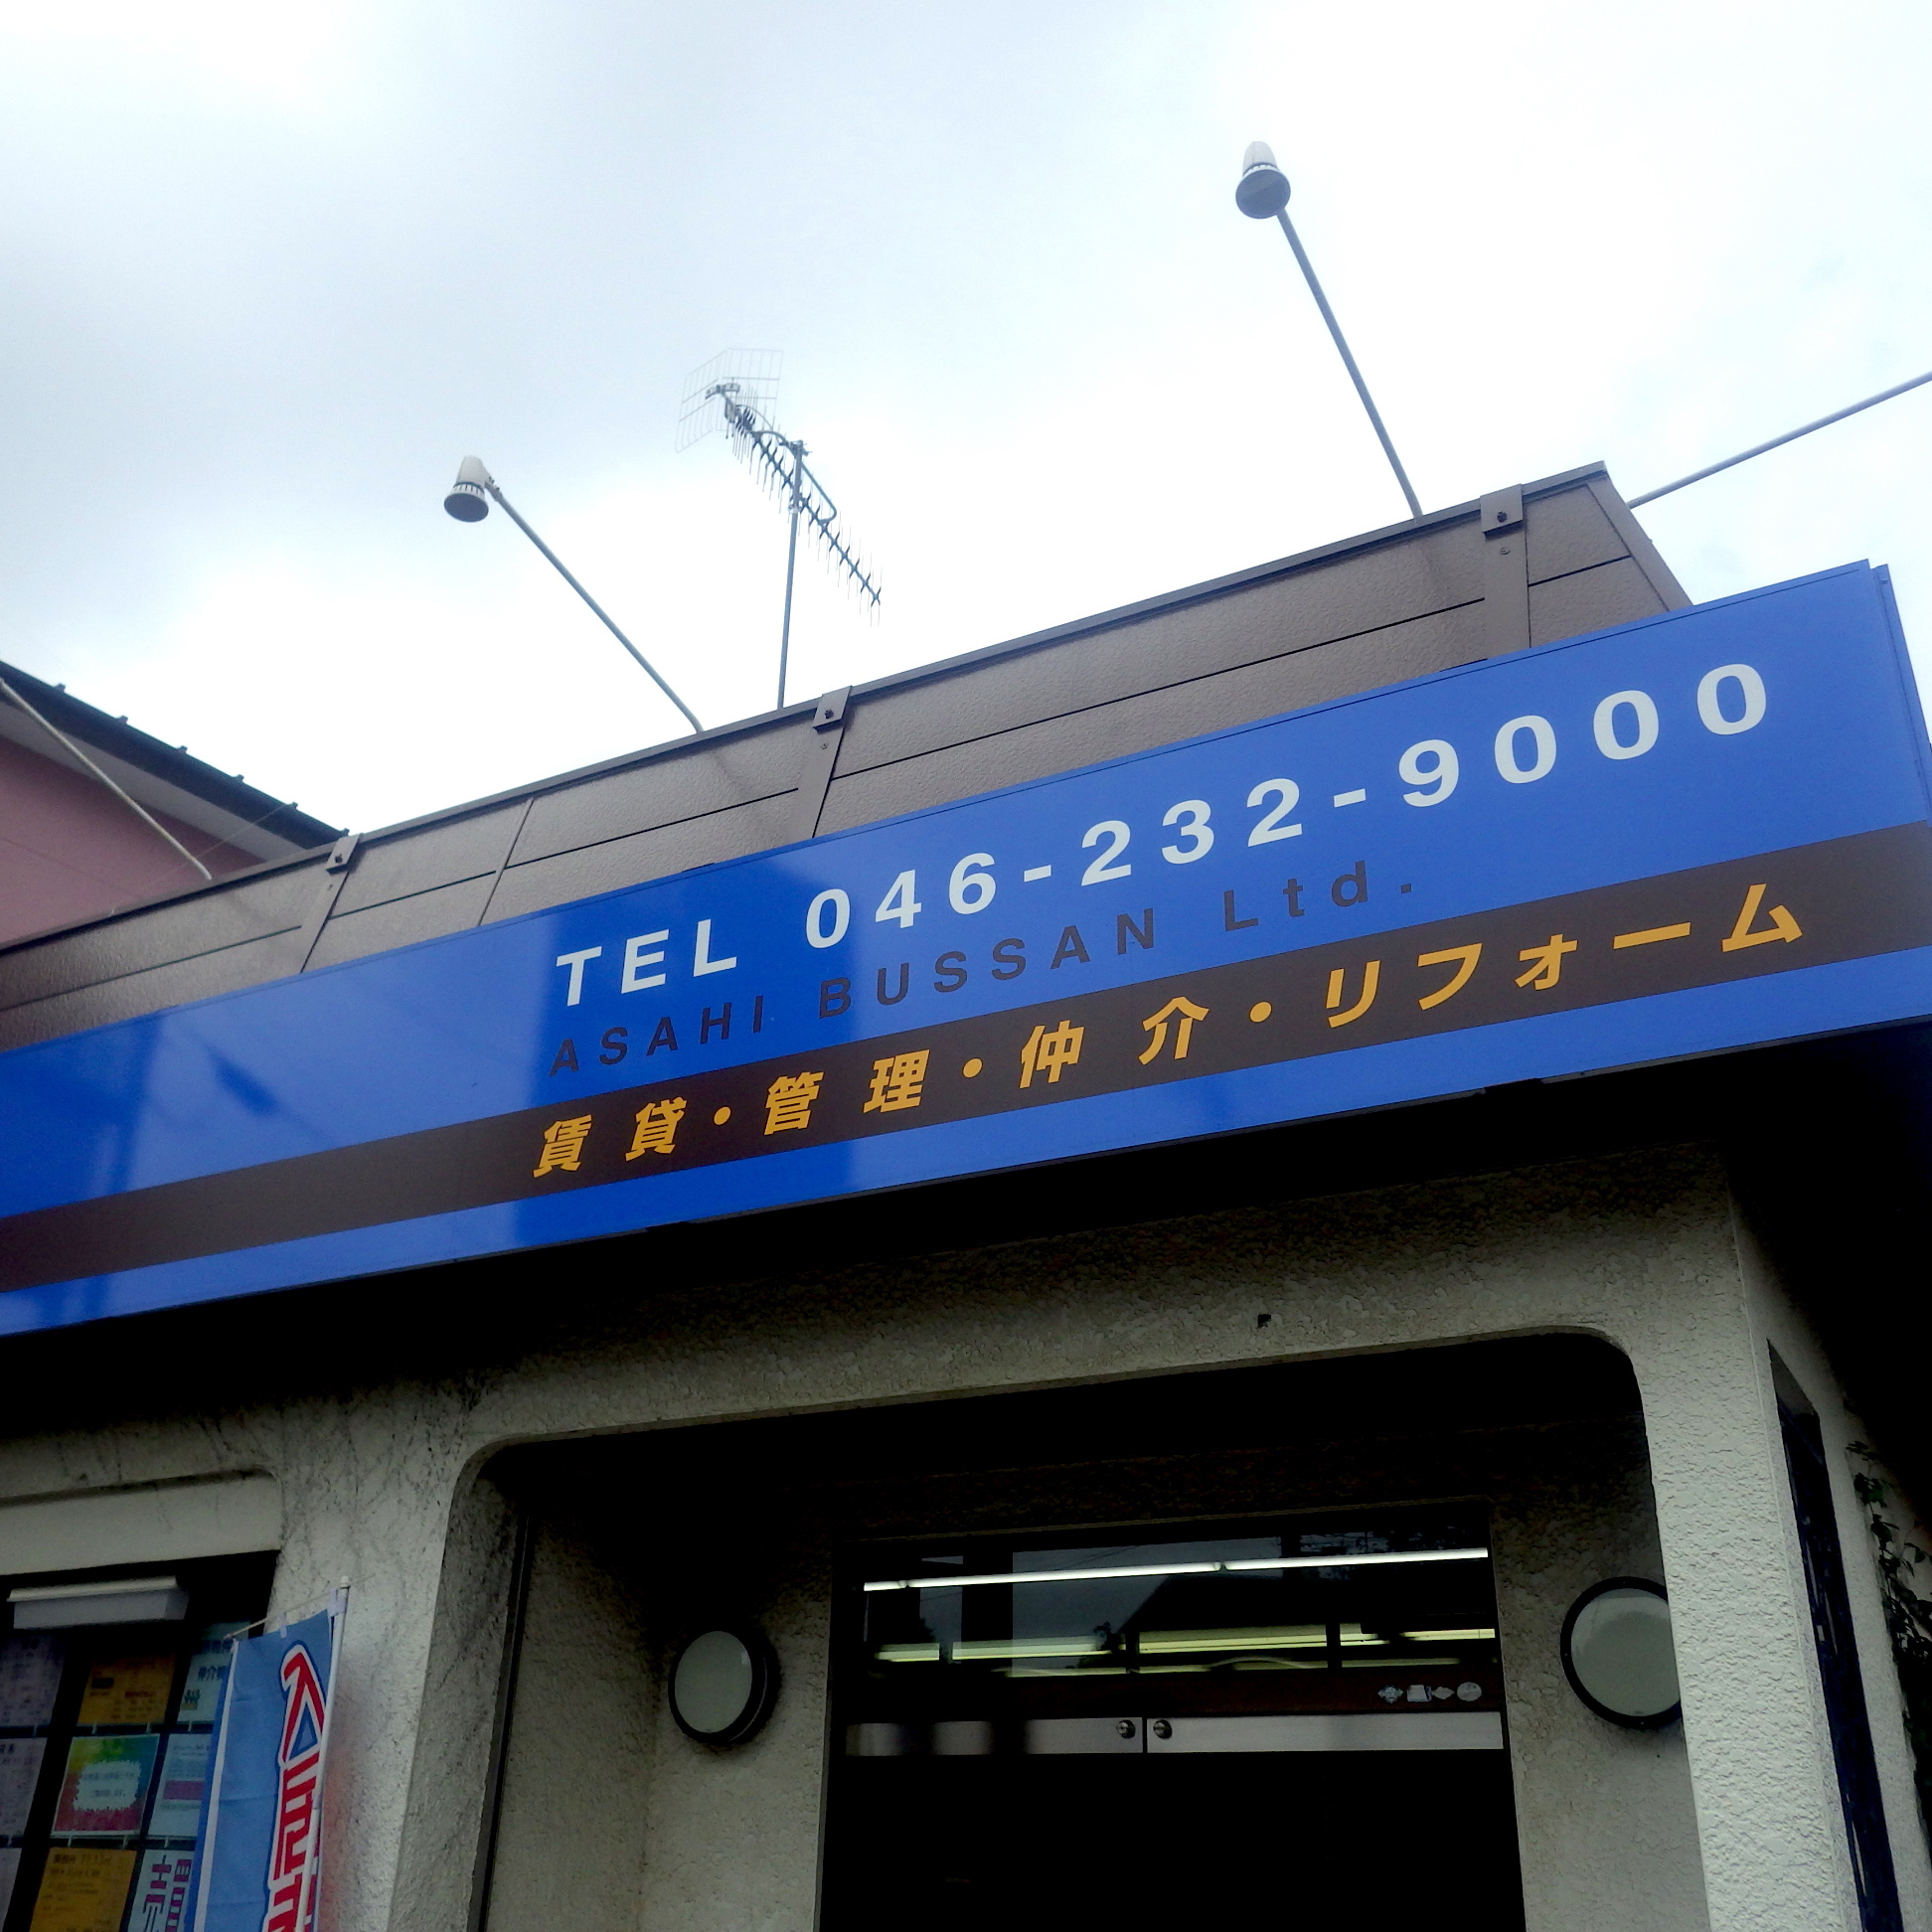 TEL 046-232-9000
ASAHI BUSSAN Ltd.
賃貸・管理・仲介・リフォーム